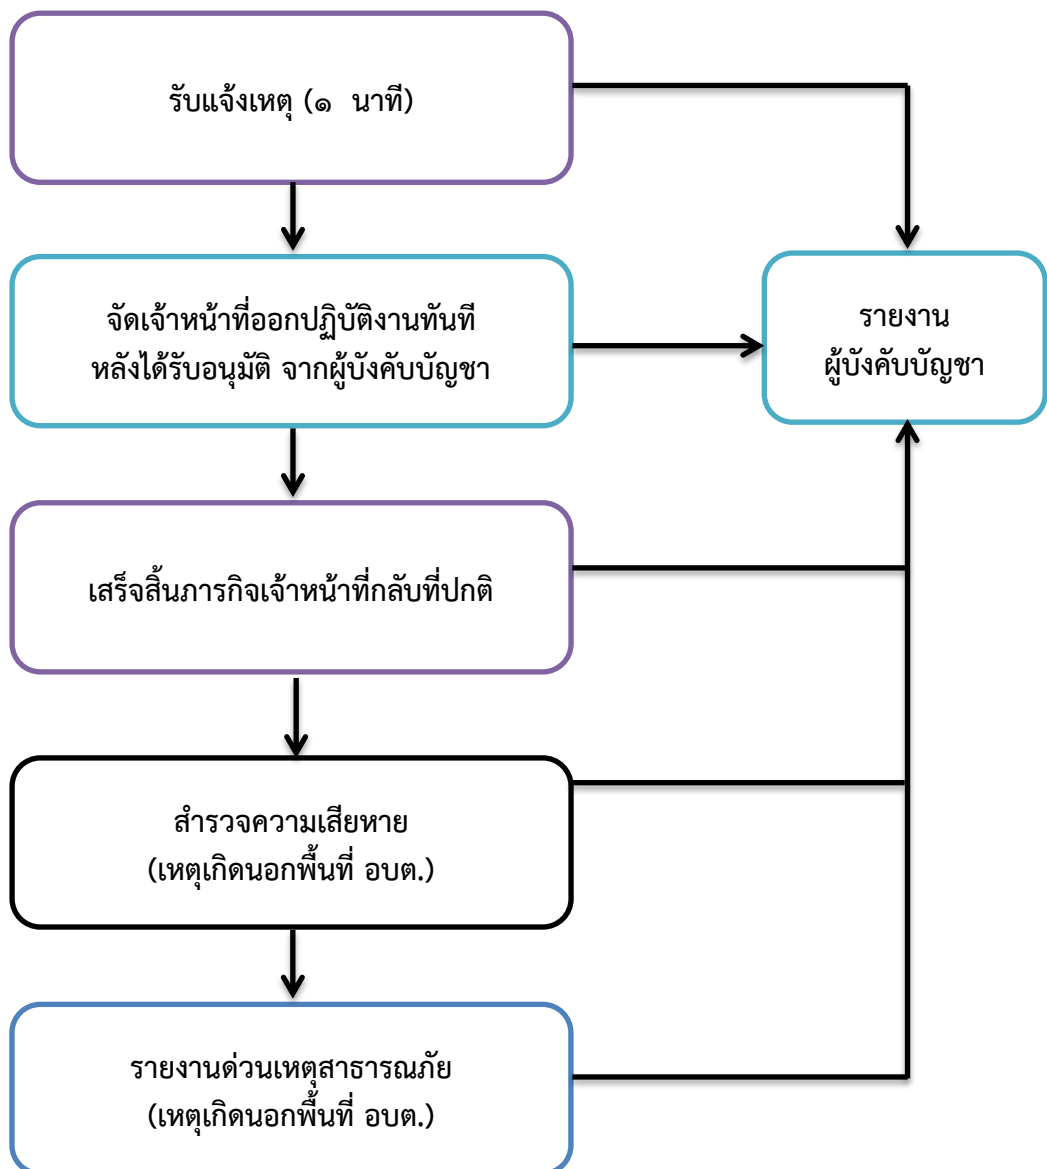 รับแจ้งเหตุ (๑  นาที)
จัดเจ้าหน้าที่ออกปฏิบัติงานทันที
หลังได้รับอนุมัติ จากผู้บังคับบัญชา
รายงาน
ผู้บังคับบัญชา
เสร็จสิ้นภารกิจเจ้าหน้าที่กลับที่ปกติ
สำรวจความเสียหาย
(เหตุเกิดนอกพื้นที่ อบต.)
รายงานด่วนเหตุสาธารณภัย
(เหตุเกิดนอกพื้นที่ อบต.)